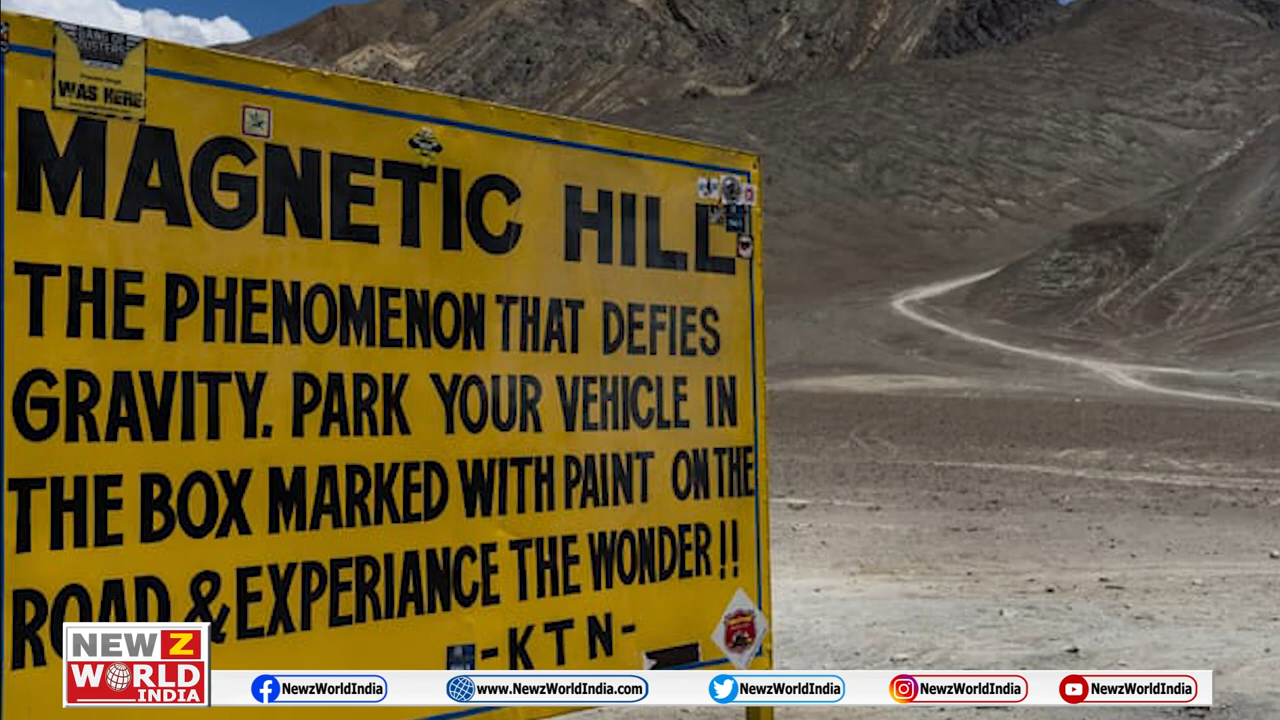 WAS HERE
MAGNETIC HILL
THE PHENOMENON THAT DEFIES
GRAVITY. PARK YOUR VEHICLE IN
THE BOX MARKED WITH PAINT ON THE
ROAD & EXPERIANCE THE WONDER !!
-KTN-
NEWZ
WORLD
INDIA
NewzWorldIndia
www.NewzWorldIndia.com
NewzWorldIndia
NewzWorldIndia
NewzWorldIndia